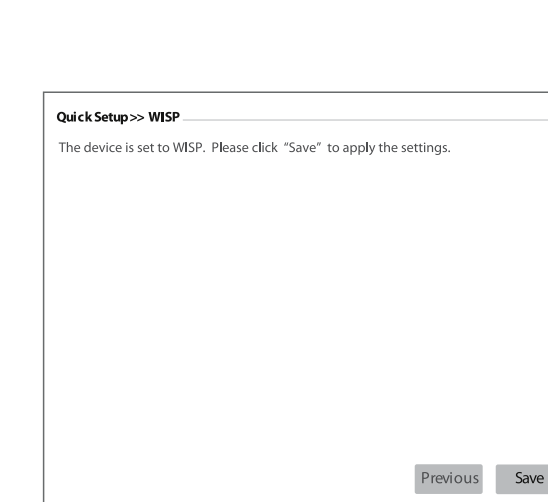 Quick Setup>> WISP
The device is set to WISP. Please click “Save” to apply the settings.
Previous Save